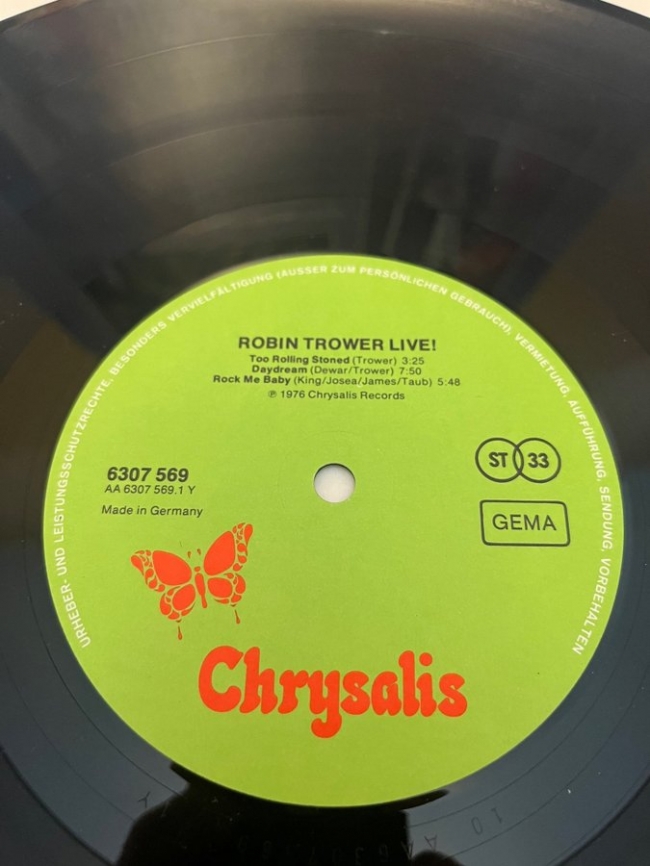 URHEBER- UND LEISTUNGSSCHUTZRECHTE, BESONDERS VERVIELFÄLTIGUNG (AUSSER ZUM PERSÖNLICHEN GEBRAUCH), VERMIETUNG, AUFFÜHRUNG, SENDUNG, VORBEHALTEN
ROBIN TROWER LIVE!
Too Rolling Stoned (Trower) 3:25
Daydream (Dewar/Trower) 7:50
Rock Me Baby (King/Josea/James/Taub) 5:48
℗ 1976 Chrysalis Records
6307 569
AA 6307 569.1 Y
Made in Germany
ST 33
GEMA
Chrysalis